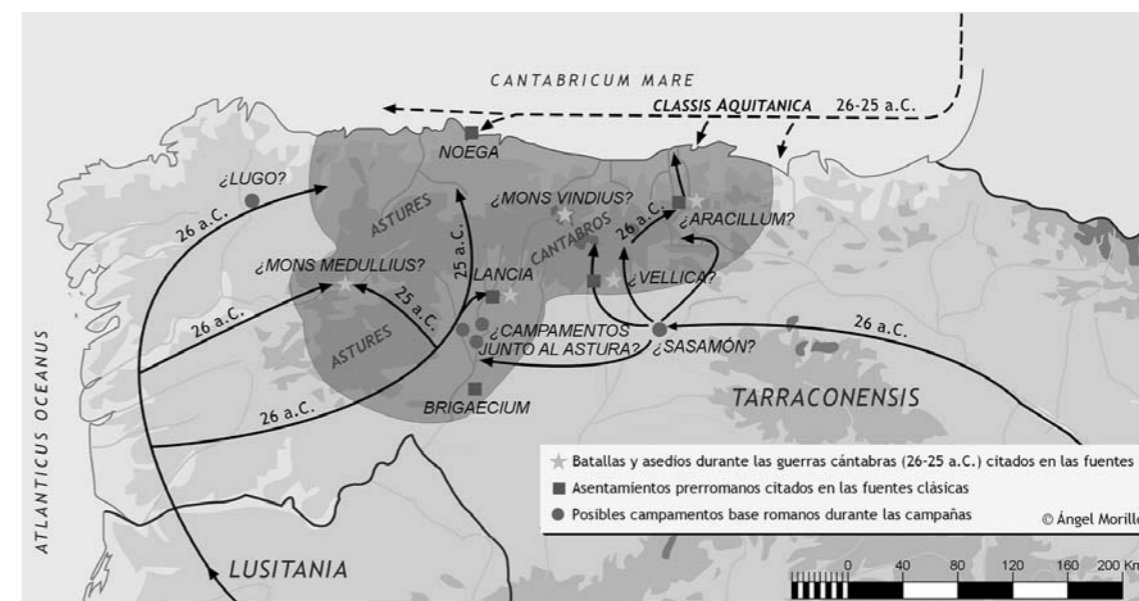 CANTABRICUM MARE
CLASSIS AQUITANICA 26-25 a.C.
NOEGA
¿LUGO?
26 a.C.
ASTURES
¿MONS VINDIUS?
CANTABROS
26 a.C.
¿ARACILLUM?
25 a.C.
¿MONS MEDULLIUS?
LANCIA
¿VELLICA?
26 a.C.
25 a.C.
ASTURES
¿CAMPAMENTOS
JUNTO AL ASTURA?
¿SASAMÓN?
26 a.C.
26 a.C.
BRIGAECIUM
TARRACONENSIS
ATLANTICUS OCEANUS
LUSITANIA
Batallas y asedios durante las guerras cántabras (26-25 a.C.) citados en las fuentes
Asentamientos prerromanos citados en las fuentes clásicas
Posibles campamentos base romanos durante las campañas
© Ángel Morillo
0 40 80 120 160 200 Km